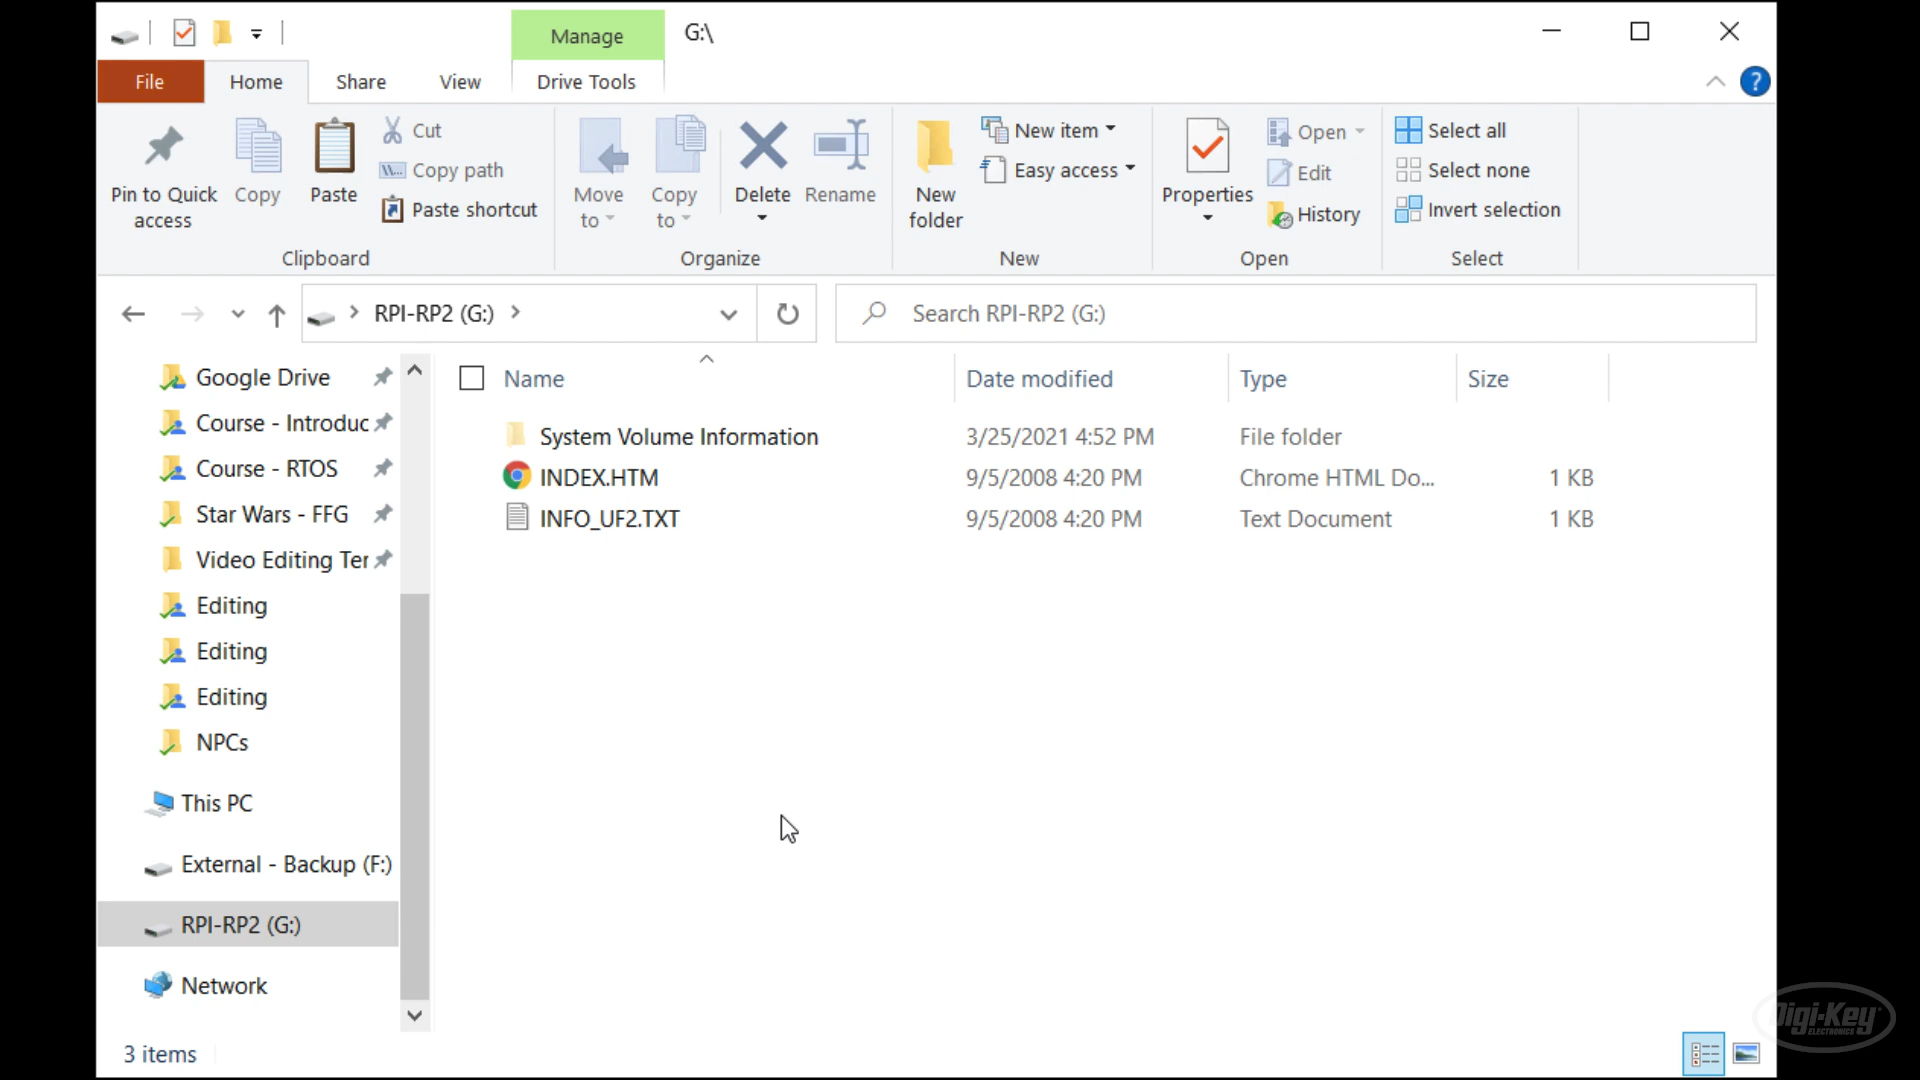 Manage
G:\
File
Home
Share
View
Drive Tools
?
Pin to Quick
access
Copy
Paste
Cut
Copy path
Paste shortcut
Clipboard
Move
to
Copy
to
Delete
Rename
Organize
New
folder
New item
Easy access
New
Properties
Open
Edit
History
Open
Select all
Select none
Invert selection
Select
RPI-RP2 (G:)
Search RPI-RP2 (G:)
Google Drive
Course - Introduc
Course - RTOS
Star Wars - FFG
Video Editing Ter
Editing
Editing
Editing
NPCs
This PC
External - Backup (F:)
RPI-RP2 (G:)
Network
Name Date modified Type Size
System Volume Information 3/25/2021 4:52 PM File folder
INDEX.HTM 9/5/2008 4:20 PM Chrome HTML Do... 1 KB
INFO_UF2.TXT 9/5/2008 4:20 PM Text Document 1 KB
3 items
Digi-Key
ELECTRONICS